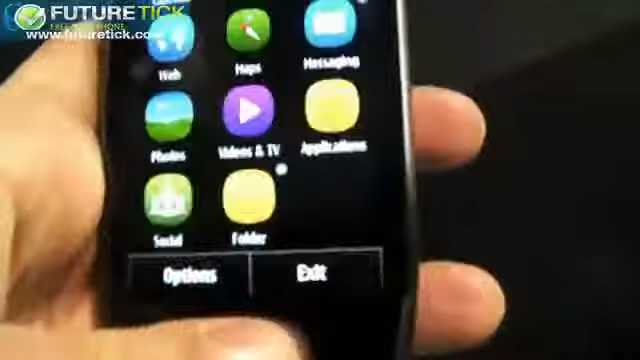 FUTURETICK
www.futuretick.com
Web Maps Messaging
Photos Videos & TV Applications
Social Folder
Options Exit